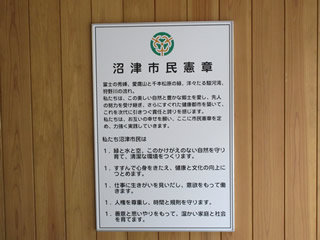 沼津市民憲章
富士の秀峰、愛鷹山と千本松原の緑、洋々たる駿河湾、
狩野川の流れ。
私たちは、この美しい自然と豊かな郷土を愛し、先人
の努力を受け継ぎ、さらにすぐれた健康都市を築いて、
これを次代に引きつぐ責任と誇りを感じます。
私たちは、お互いの幸せを願い、ここに市民憲章を定
め、力強く実践していきます。
私たち沼津市民は
1．緑と水と空、このかけがえのない自然を守り
育て、清潔な環境をつくります。
1．すすんで心身をきたえ、健康と文化の向上に
つとめます。
1．仕事に生きがいを見いだし、意欲をもって働
きます。
1．人権を尊重し、時間と規則を守ります。
1．善意と思いやりをもって、温かい家庭と社会
を育てます。